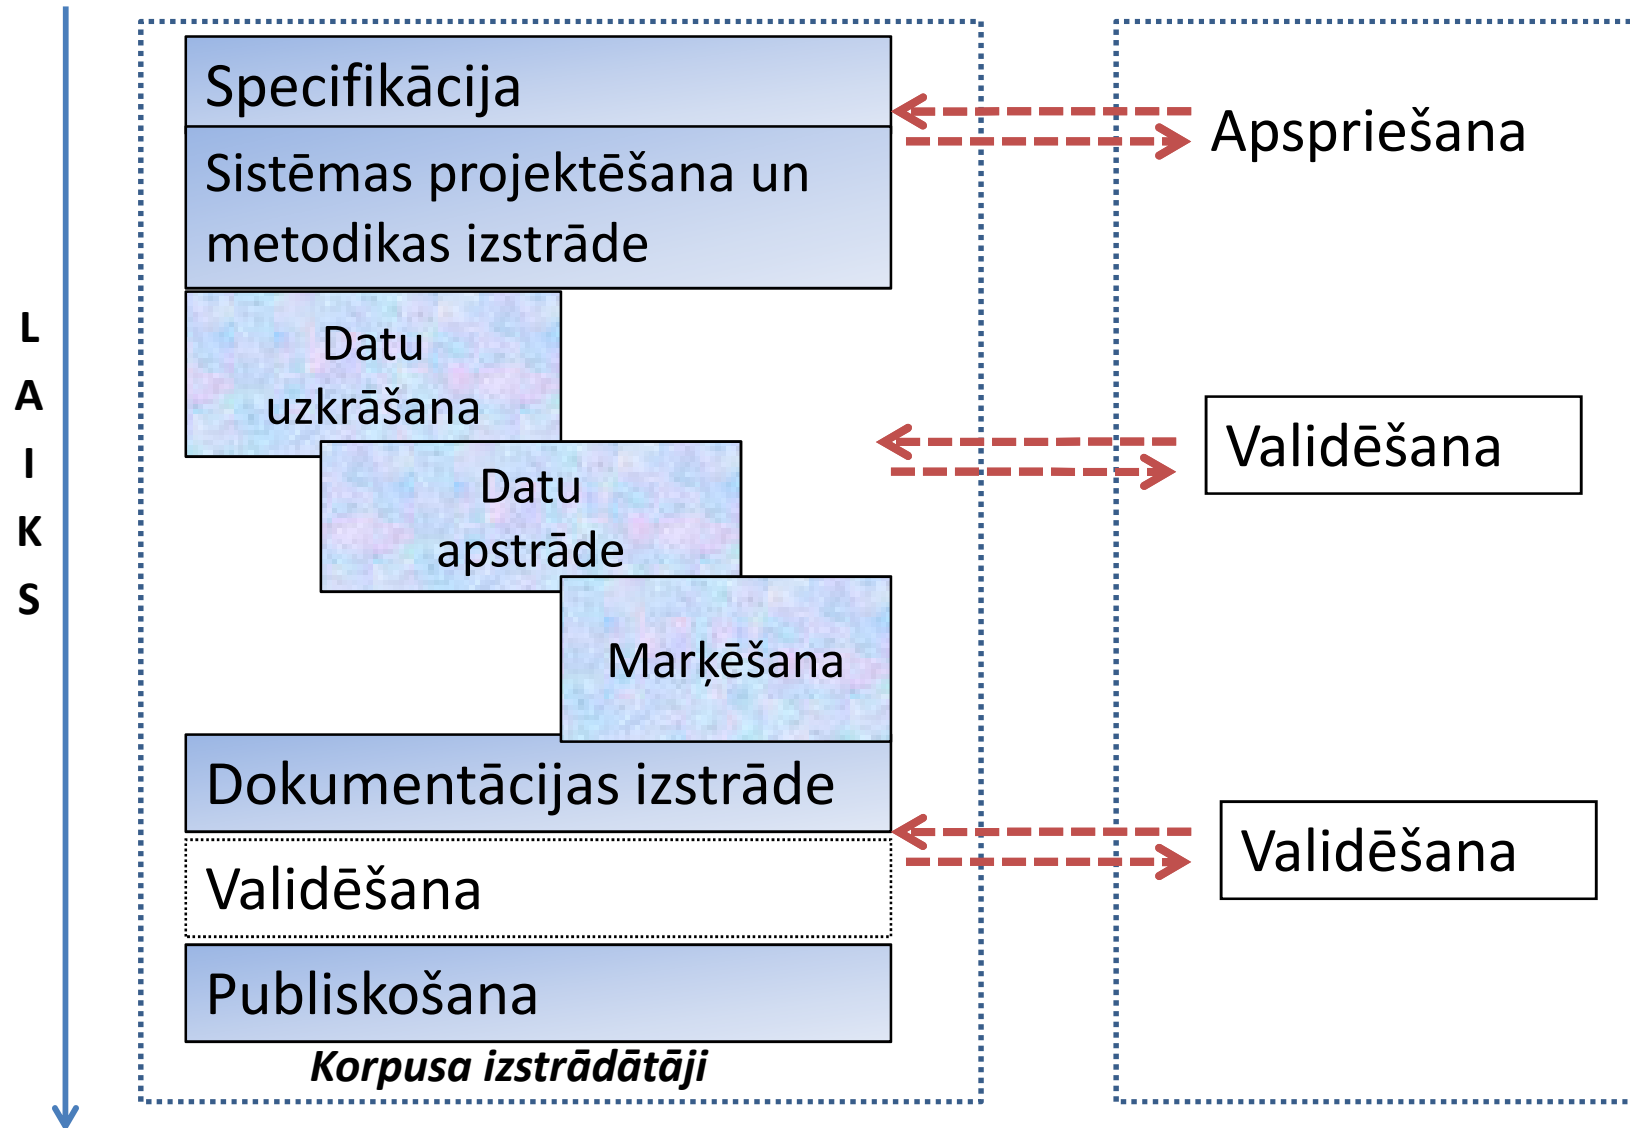 L
A
I
K
S
Specifikācija
Sistēmas projektēšana un
metodikas izstrāde
Datu
uzkrāšana
Datu
apstrāde
Marķēšana
Dokumentācijas izstrāde
Validēšana
Publiskošana
Korpusa izstrādātāji
Apspriešana
Validēšana
Validēšana